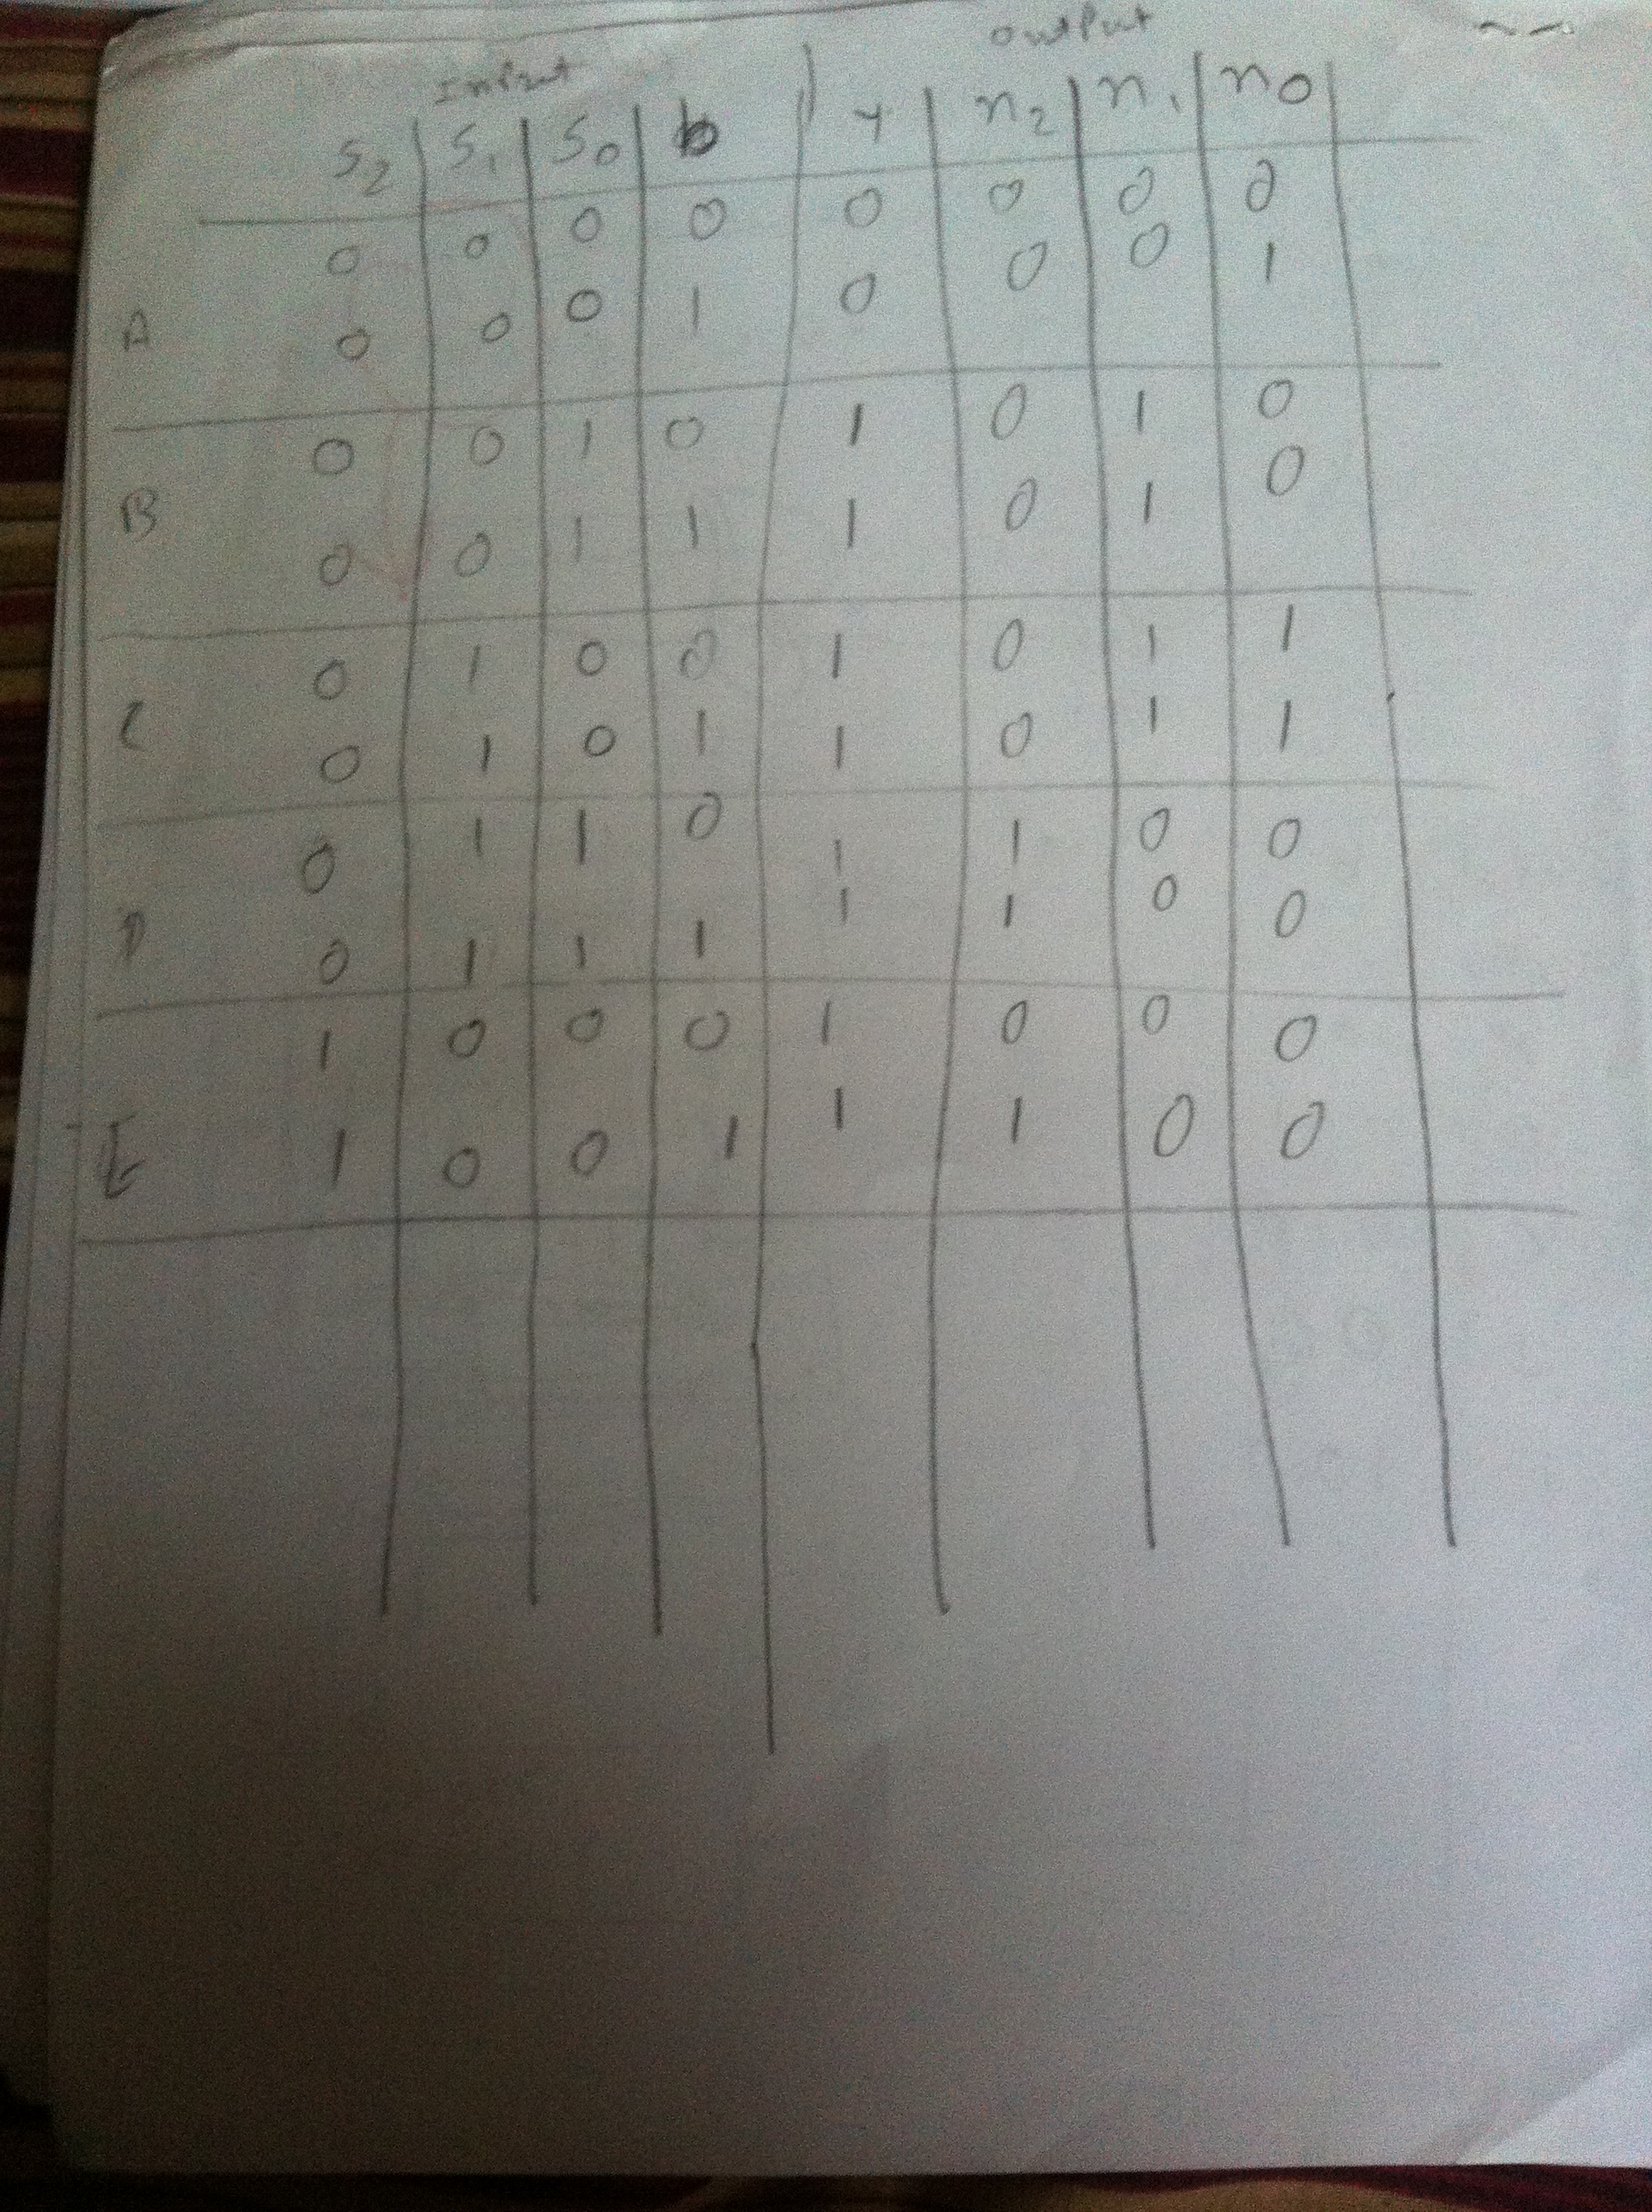 Input output
S2 S1 S0 b Y n2 n1 n0
0 0 0 0 0 0 0 0
A 0 0 0 1 0 0 0 1
0 0 1 0 1 0 1 0
B 0 0 1 1 1 0 1 0
0 1 0 0 1 0 1 1
C 0 1 0 1 1 0 1 1
0 1 1 0 1 1 0 0
D 0 1 1 1 1 1 0 0
1 0 0 0 1 0 0 0
E 1 0 0 1 1 1 0 0